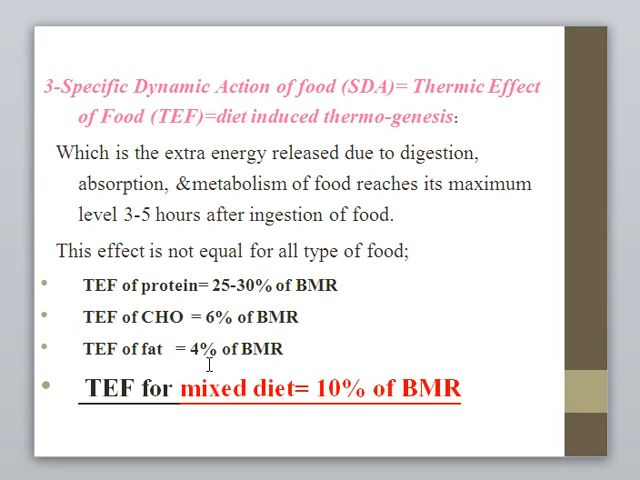 3-Specific Dynamic Action of food (SDA)= Thermic Effect
of Food (TEF)=diet induced thermo-genesis:
Which is the extra energy released due to digestion,
absorption, &metabolism of food reaches its maximum
level 3-5 hours after ingestion of food.
This effect is not equal for all type of food;
• TEF of protein= 25-30% of BMR
• TEF of CHO = 6% of BMR
• TEF of fat = 4% of BMR
• TEF for mixed diet= 10% of BMR